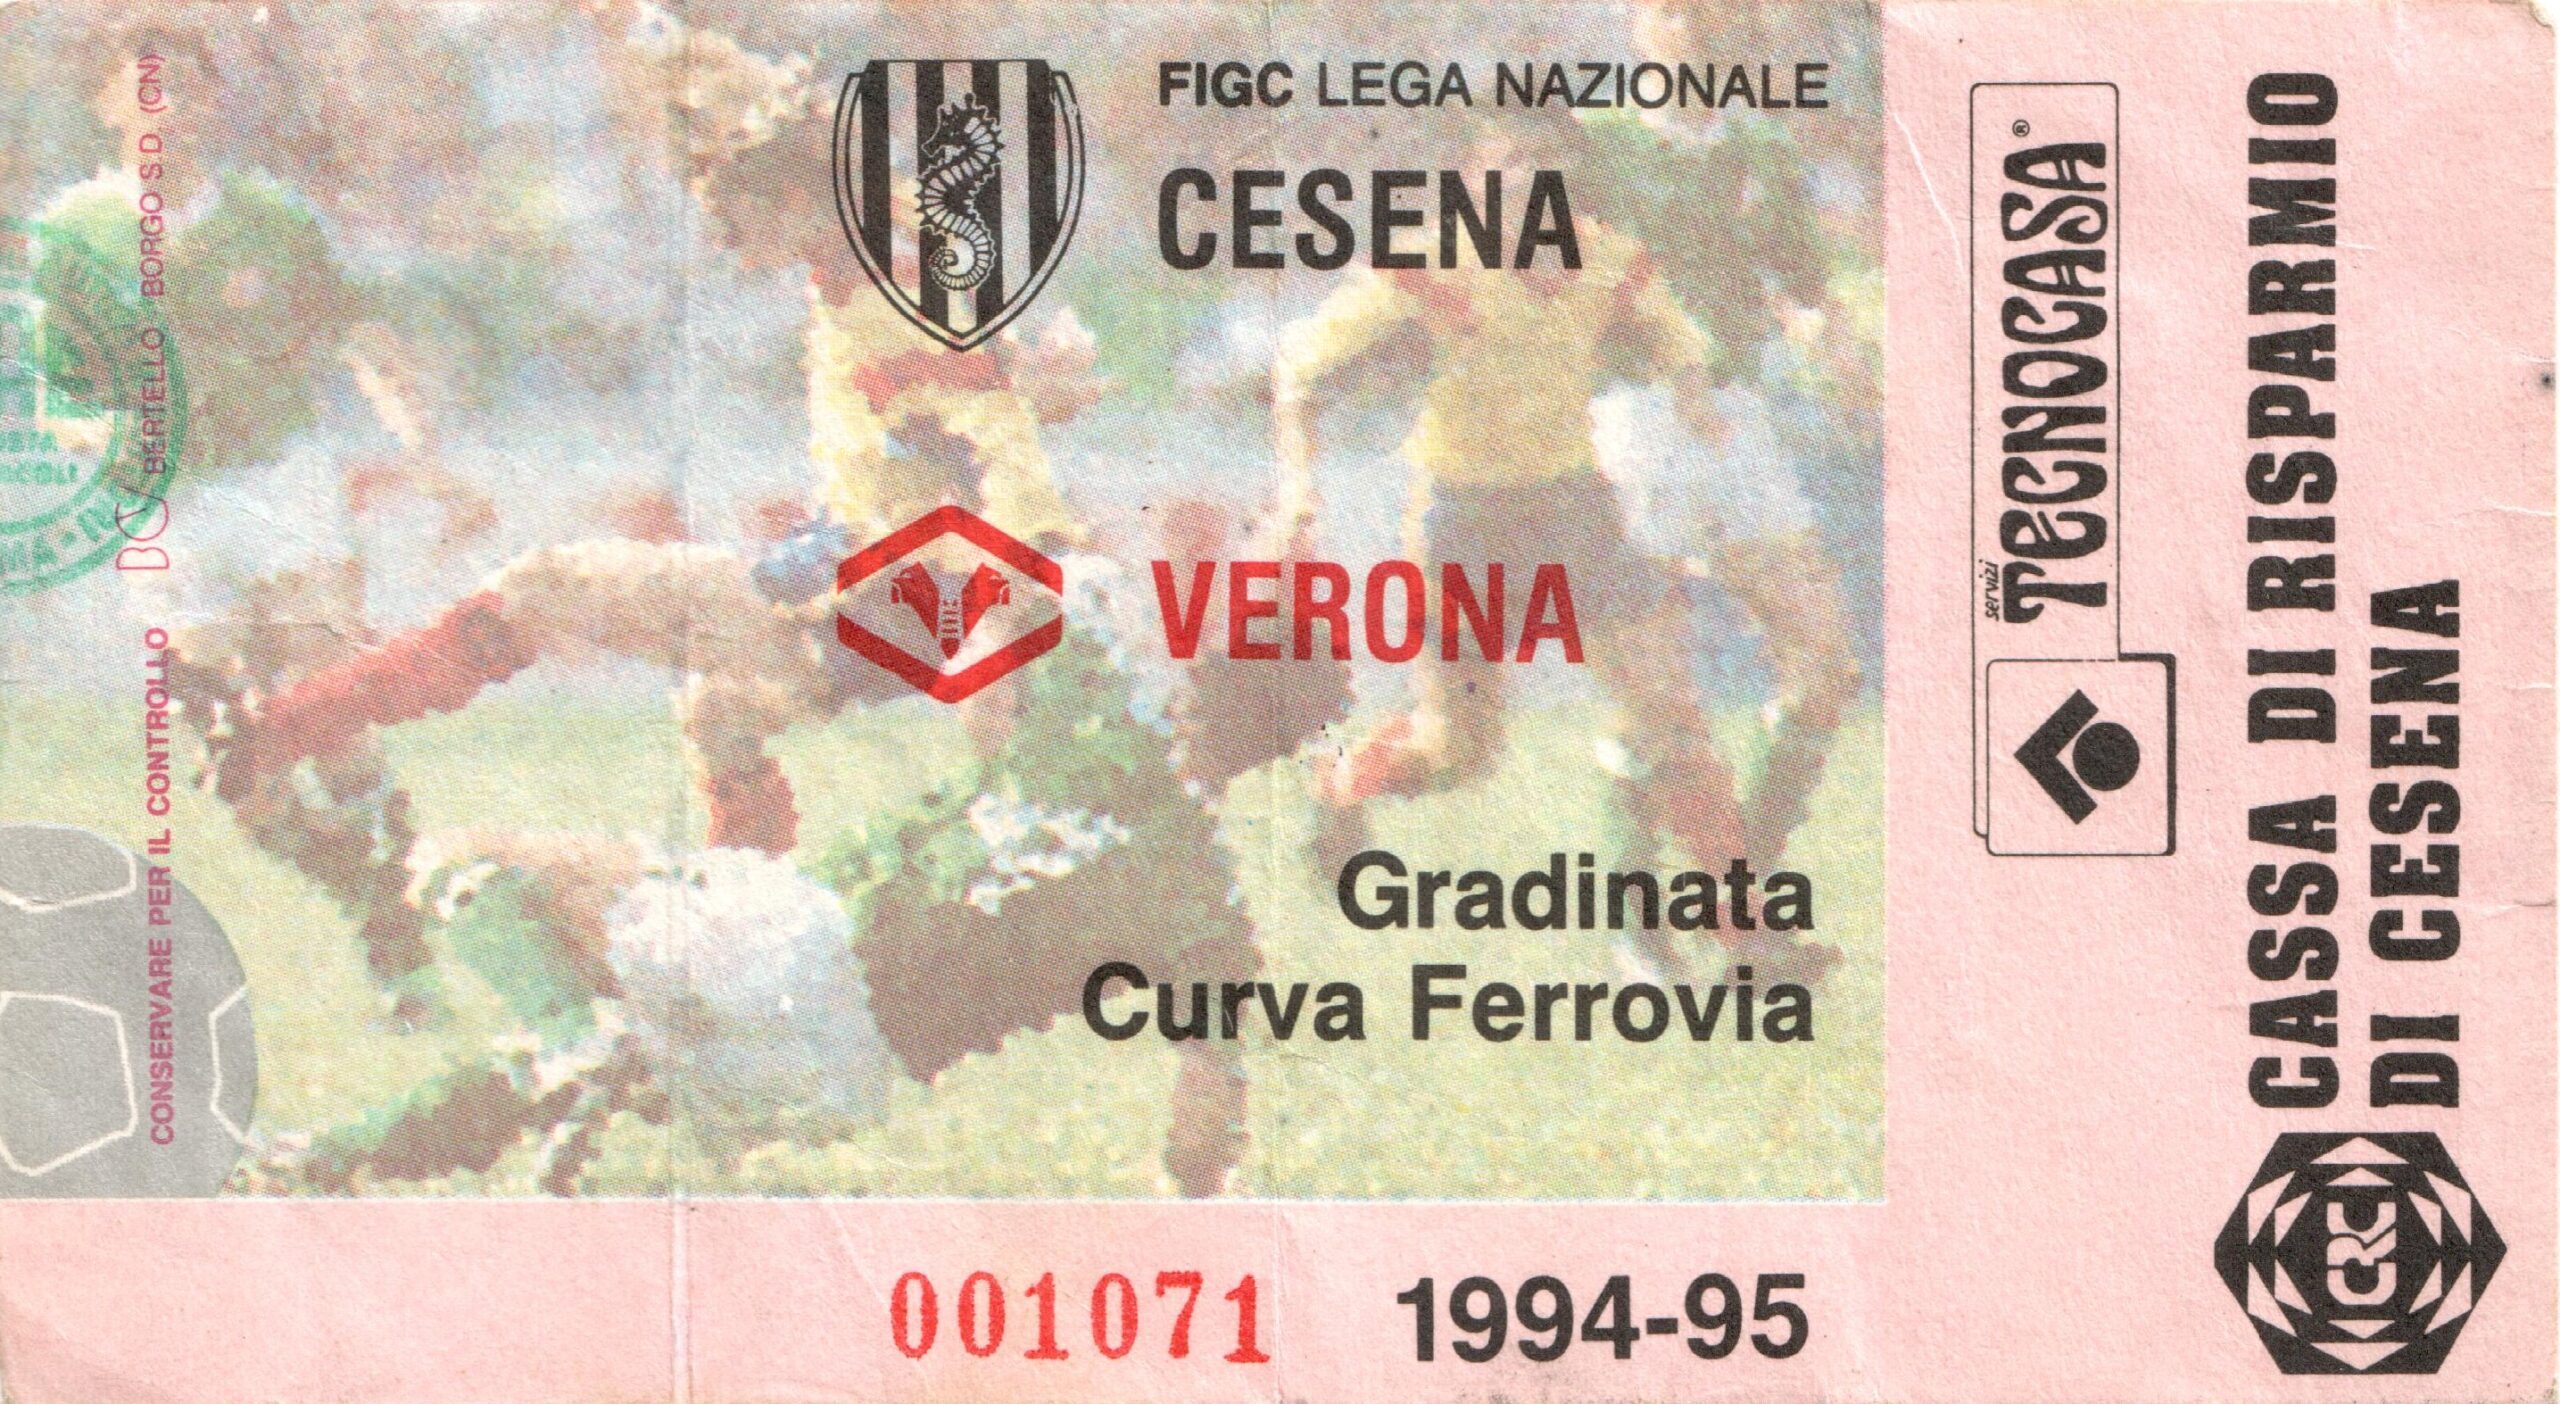 FIGC LEGA NAZIONALE
CESENA
VERONA
Gradinata
Curva Ferrovia
001071 1994-95
CONSERVARE PER IL CONTROLLO BERTELLO BORGO S.D. (CN)
servizi
TECNOCASA®
CASSA DI RISPARMIO
DI CESENA
CRC